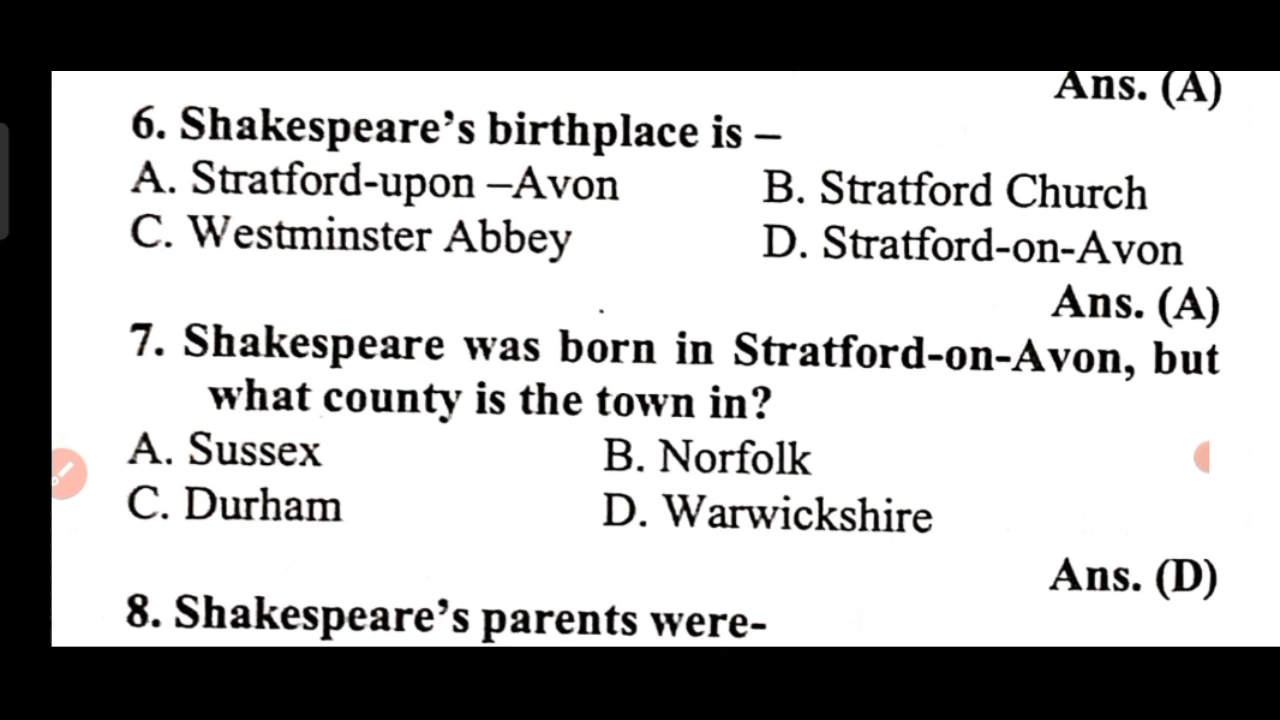 Ans. (A)
6. Shakespeare's birthplace is –
A. Stratford-upon –Avon B. Stratford Church
C. Westminster Abbey D. Stratford-on-Avon
Ans. (A)
7. Shakespeare was born in Stratford-on-Avon, but
what county is the town in?
A. Sussex B. Norfolk
C. Durham D. Warwickshire
Ans. (D)
8. Shakespeare's parents were-